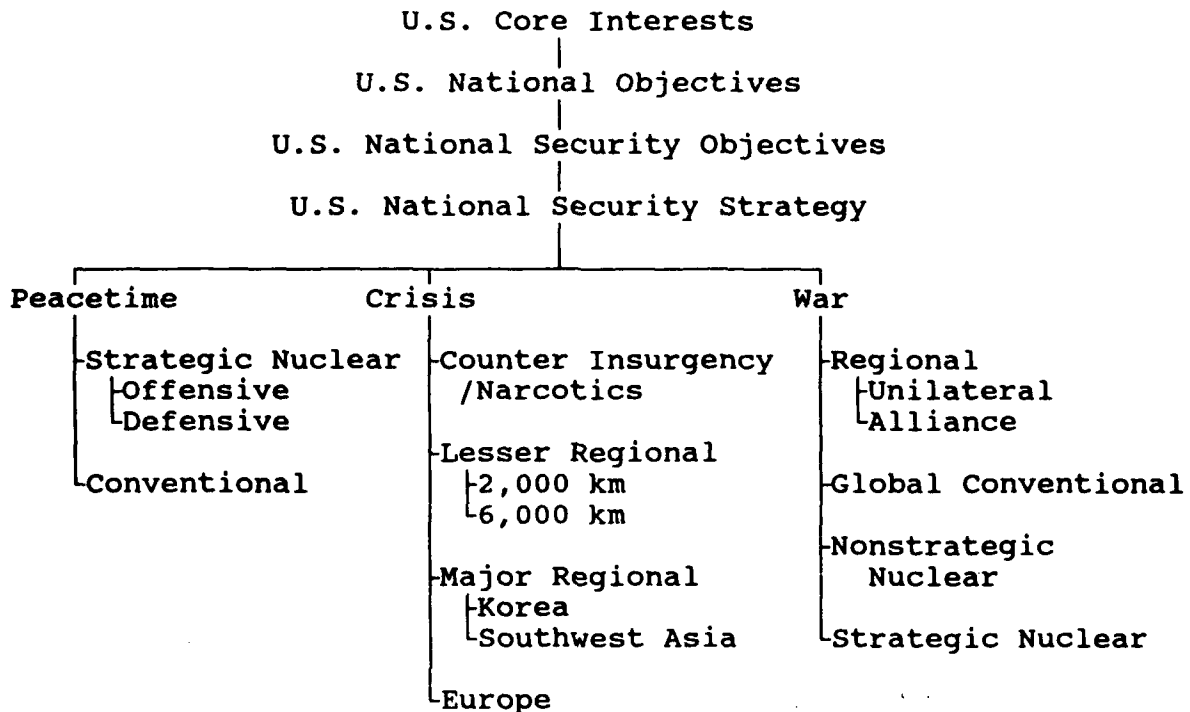 U.S. Core Interests
U.S. National Objectives
U.S. National Security Objectives
U.S. National Security Strategy
Peacetime
Strategic Nuclear
Offensive
Defensive
Conventional
Crisis
Counter Insurgency
/Narcotics
Lesser Regional
2,000 km
6,000 km
Major Regional
Korea
Southwest Asia
Europe
War
Regional
Unilateral
Alliance
Global Conventional
Nonstrategic
Nuclear
Strategic Nuclear